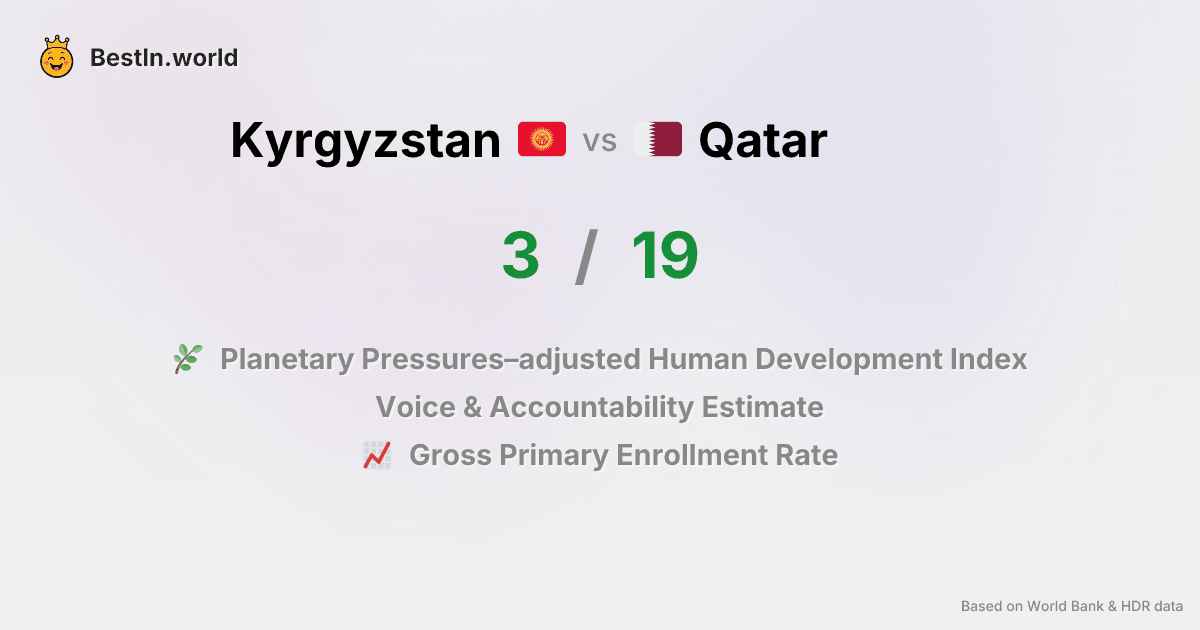 BestIn.world
Kyrgyzstan vs Qatar
3 / 19
Planetary Pressures–adjusted Human Development Index
Voice & Accountability Estimate
Gross Primary Enrollment Rate
Based on World Bank & HDR data